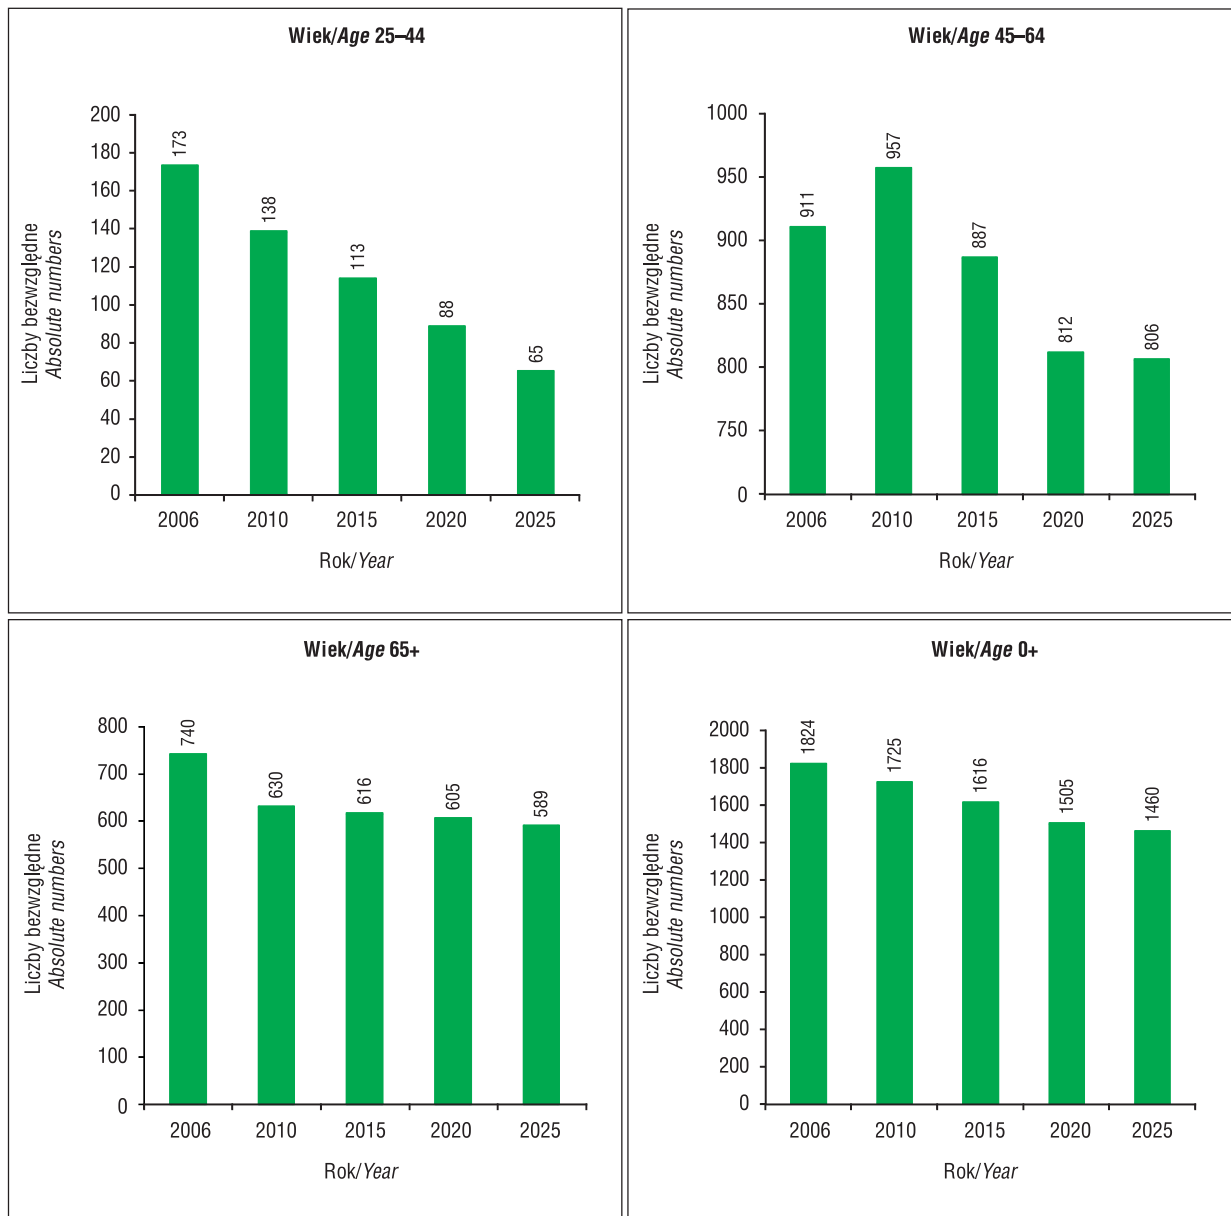 Wiek/Age 25–44
Liczby bezwzględne
Absolute numbers
200
180
160
140
120
100
80
60
40
20
0
173
138
113
88
65
2006 2010 2015 2020 2025
Rok/Year
Wiek/Age 45–64
Liczby bezwzględne
Absolute numbers
1000
950
900
850
800
750
0
911
957
887
812
806
2006 2010 2015 2020 2025
Rok/Year
Wiek/Age 65+
Liczby bezwzględne
Absolute numbers
800
700
600
500
400
300
200
100
0
740
630
616
605
589
2006 2010 2015 2020 2025
Rok/Year
Wiek/Age 0+
Liczby bezwzględne
Absolute numbers
2000
1800
1600
1400
1200
1000
800
600
400
200
0
1824
1725
1616
1505
1460
2006 2010 2015 2020 2025
Rok/Year